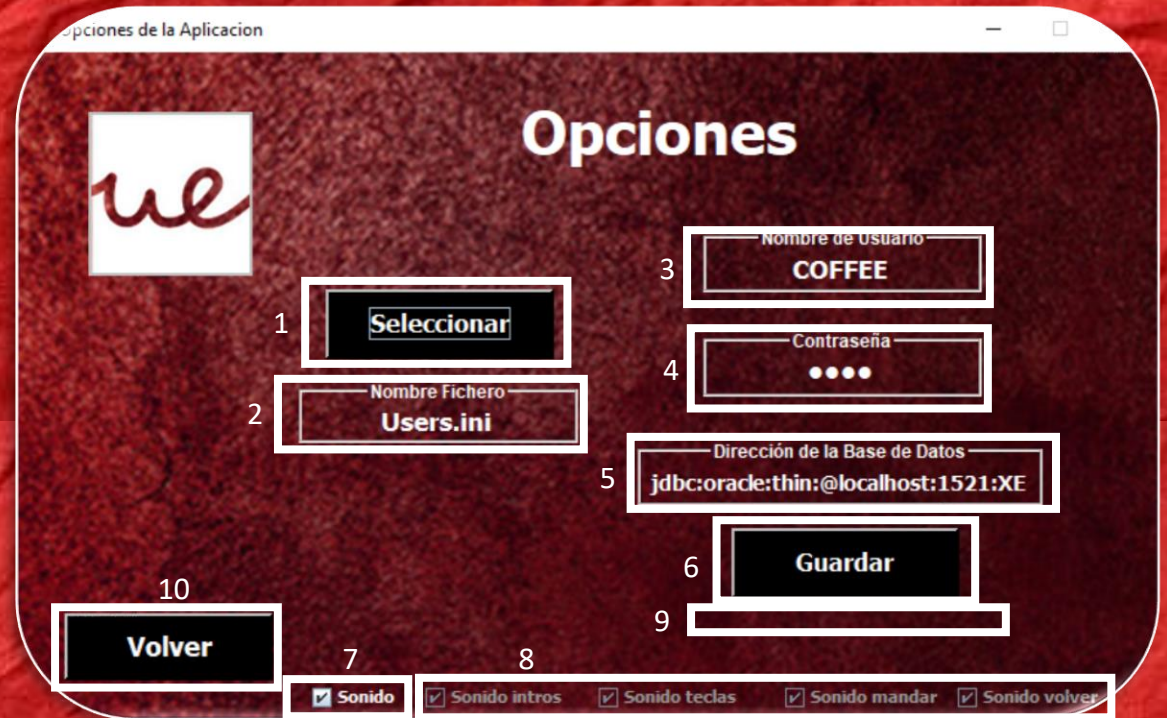 Opciones de la Aplicacion
Opciones
ue
Nombre de Usuario
3
COFFEE
1
Seleccionar
Contraseña
4
●●●●
Nombre Fichero
2
Users.ini
Dirección de la Base de Datos
5
jdbc:oracle:thin:@localhost:1521:XE
6
Guardar
10
9
Volver
7
8
Sonido
Sonido intros
Sonido teclas
Sonido mandar
Sonido volver